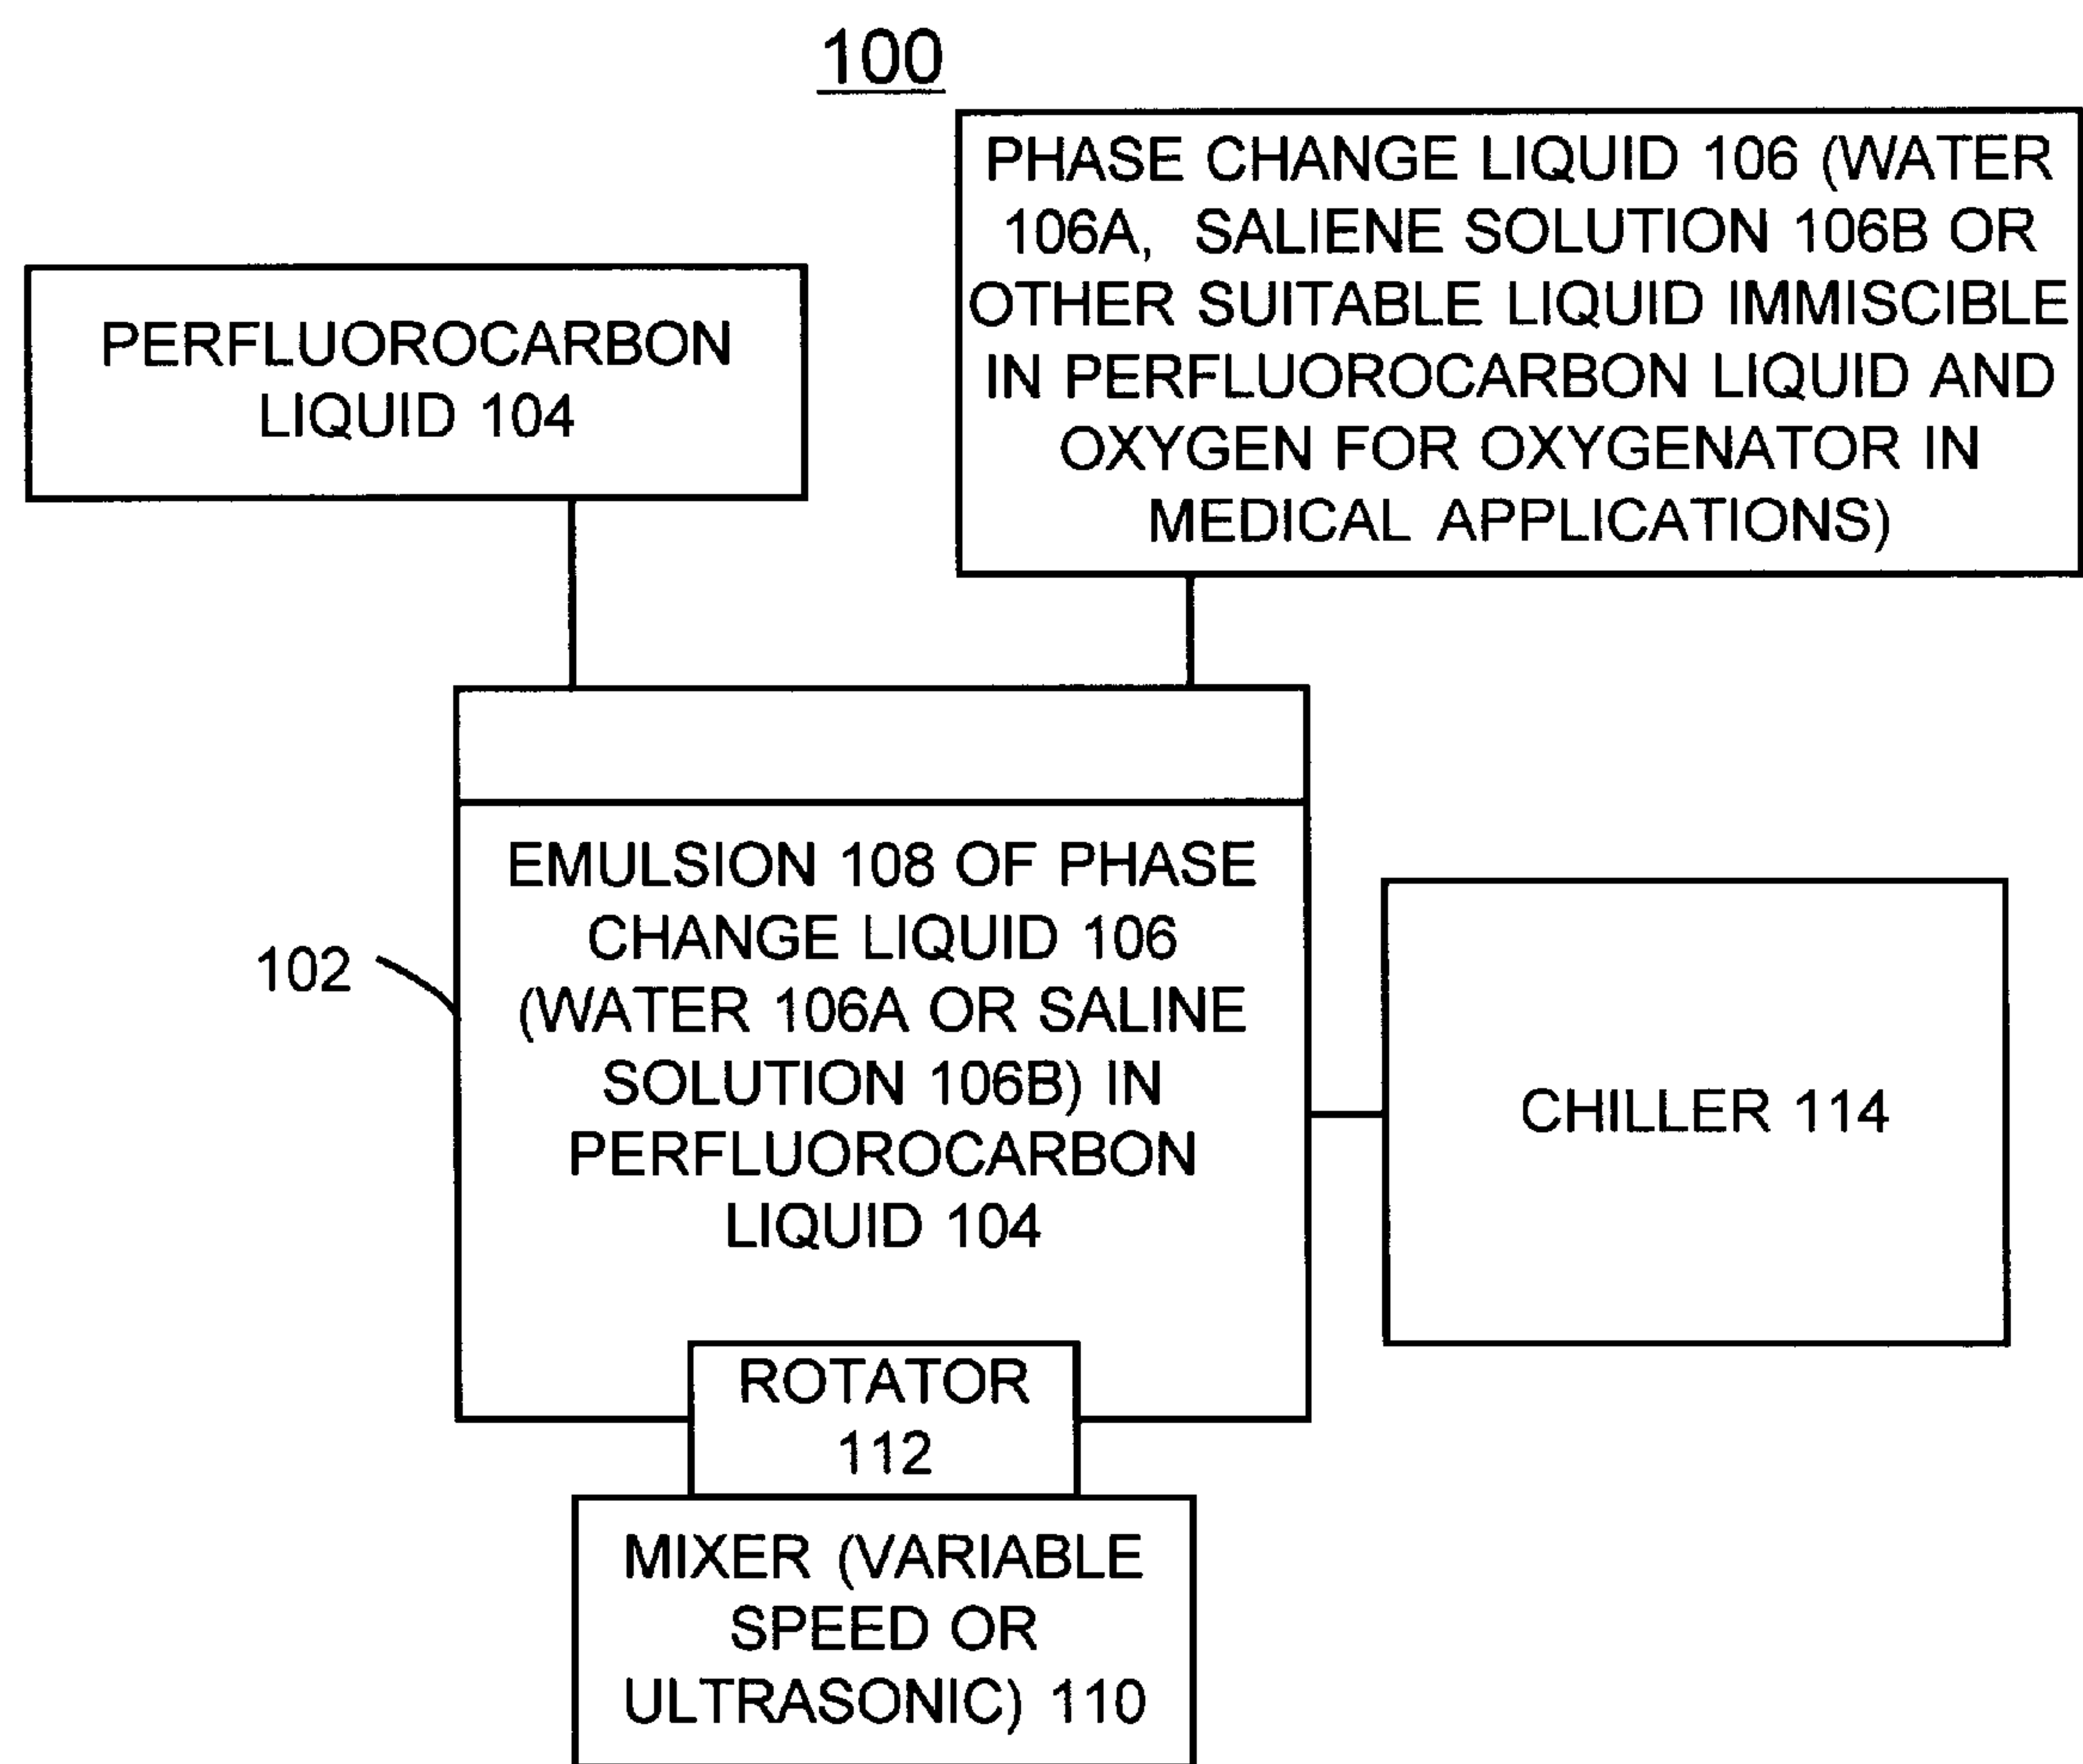 100
PERFLUOROCARBON
LIQUID 104
PHASE CHANGE LIQUID 106 (WATER
106A, SALIENE SOLUTION 106B OR
OTHER SUITABLE LIQUID IMMISCIBLE
IN PERFLUOROCARBON LIQUID AND
OXYGEN FOR OXYGENATOR IN
MEDICAL APPLICATIONS)
102
EMULSION 108 OF PHASE
CHANGE LIQUID 106
(WATER 106A OR SALINE
SOLUTION 106B) IN
PERFLUOROCARBON
LIQUID 104
CHILLER 114
ROTATOR
112
MIXER (VARIABLE
SPEED OR
ULTRASONIC) 110